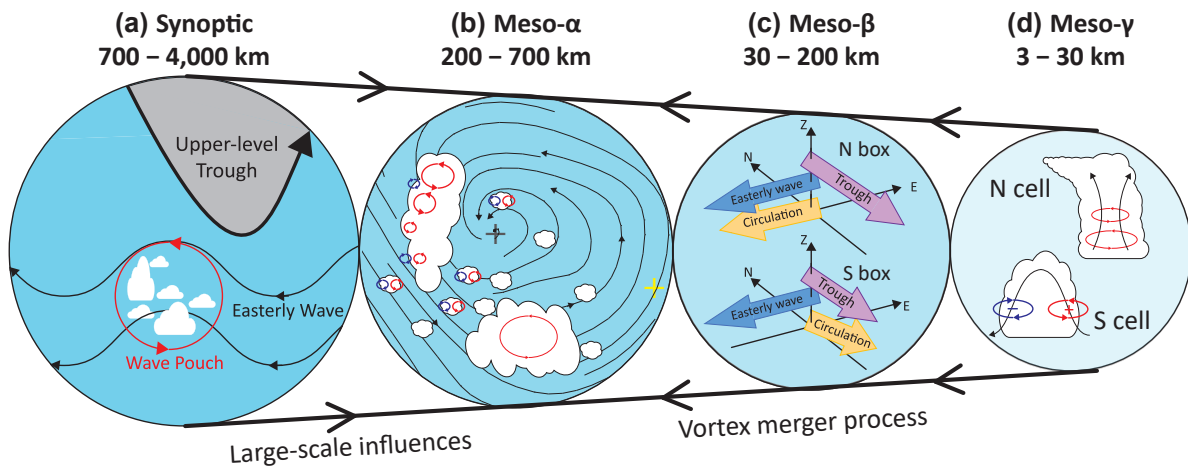 (a) Synoptic
700 – 4,000 km
(b) Meso-α
200 – 700 km
(c) Meso-β
30 – 200 km
(d) Meso-γ
3 – 30 km
Upper-level
Trough
Easterly Wave
Wave Pouch
Z
N
E
N box
Easterly wave
Trough
Circulation
Z
N
E
S box
Easterly wave
Trough
Circulation
N cell
S cell
−
+
Large-scale influences
Vortex merger process